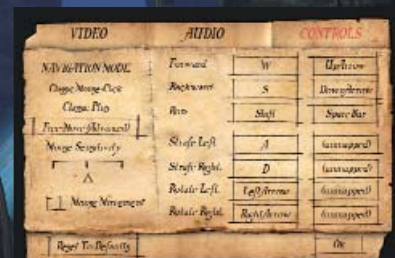 VIDEO AUDIO CONTROLS
NAVIGATION MODE
Classic Mouse-Click
Classic Plus
Free-Move (Advanced)
Mouse Sensitivity
Mouse Movement
Forward W UpArrow
Backward S DownArrow
Run Shift Space Bar
Strafe Left A (unmapped)
Strafe Right D (unmapped)
Rotate Left LeftArrow (unmapped)
Rotate Right RightArrow (unmapped)
Reset To Defaults OK